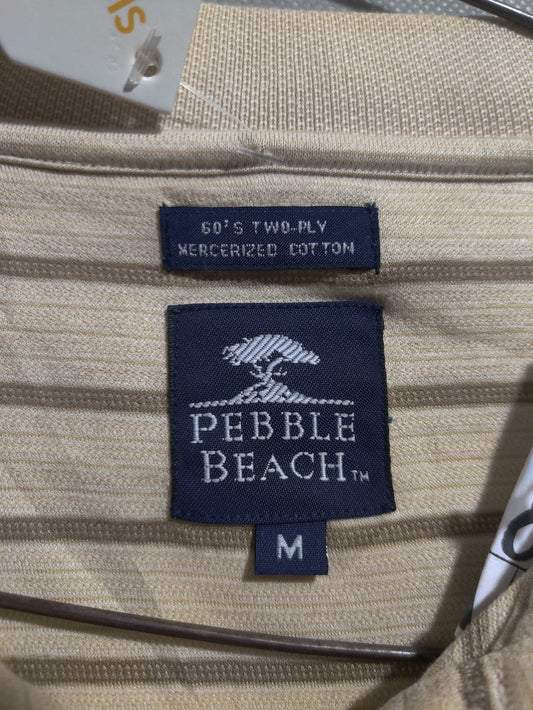 60'S TWO-PLY
MERCERIZED COTTON
PEBBLE
BEACH™
M